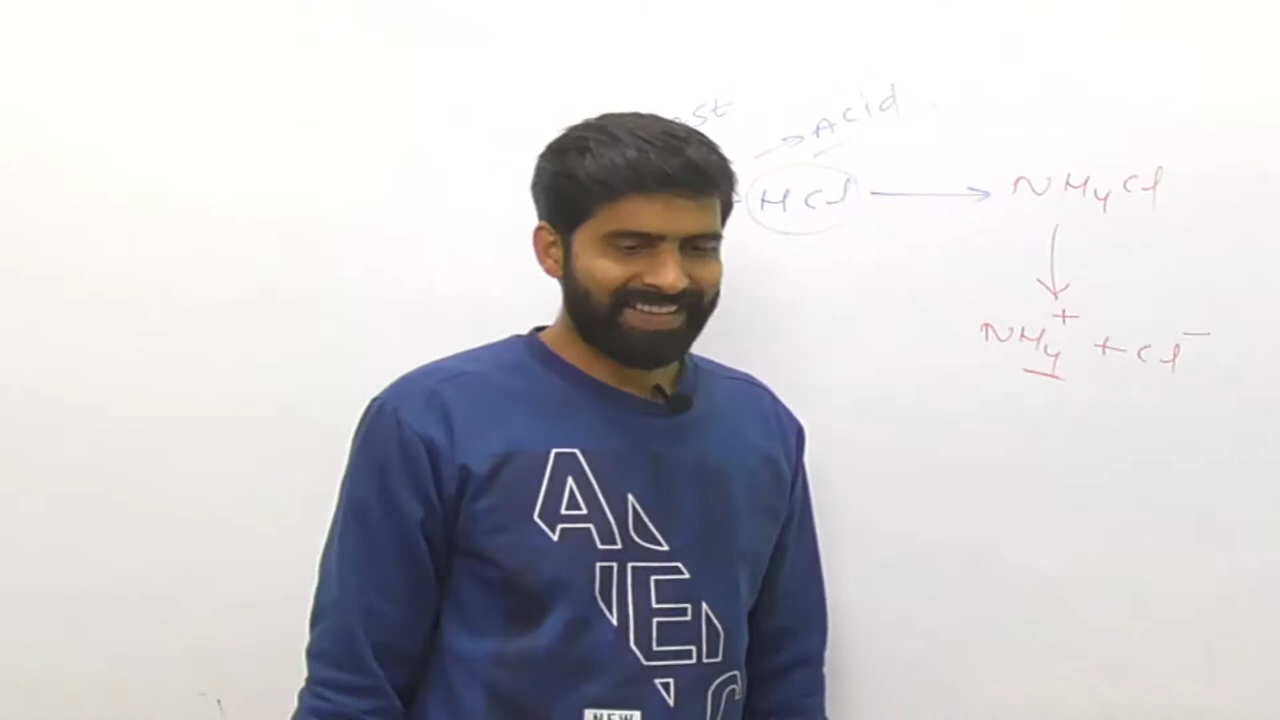 Acid
HCl → NH4Cl
↓
NH4+ + Cl-
A
E
NEW